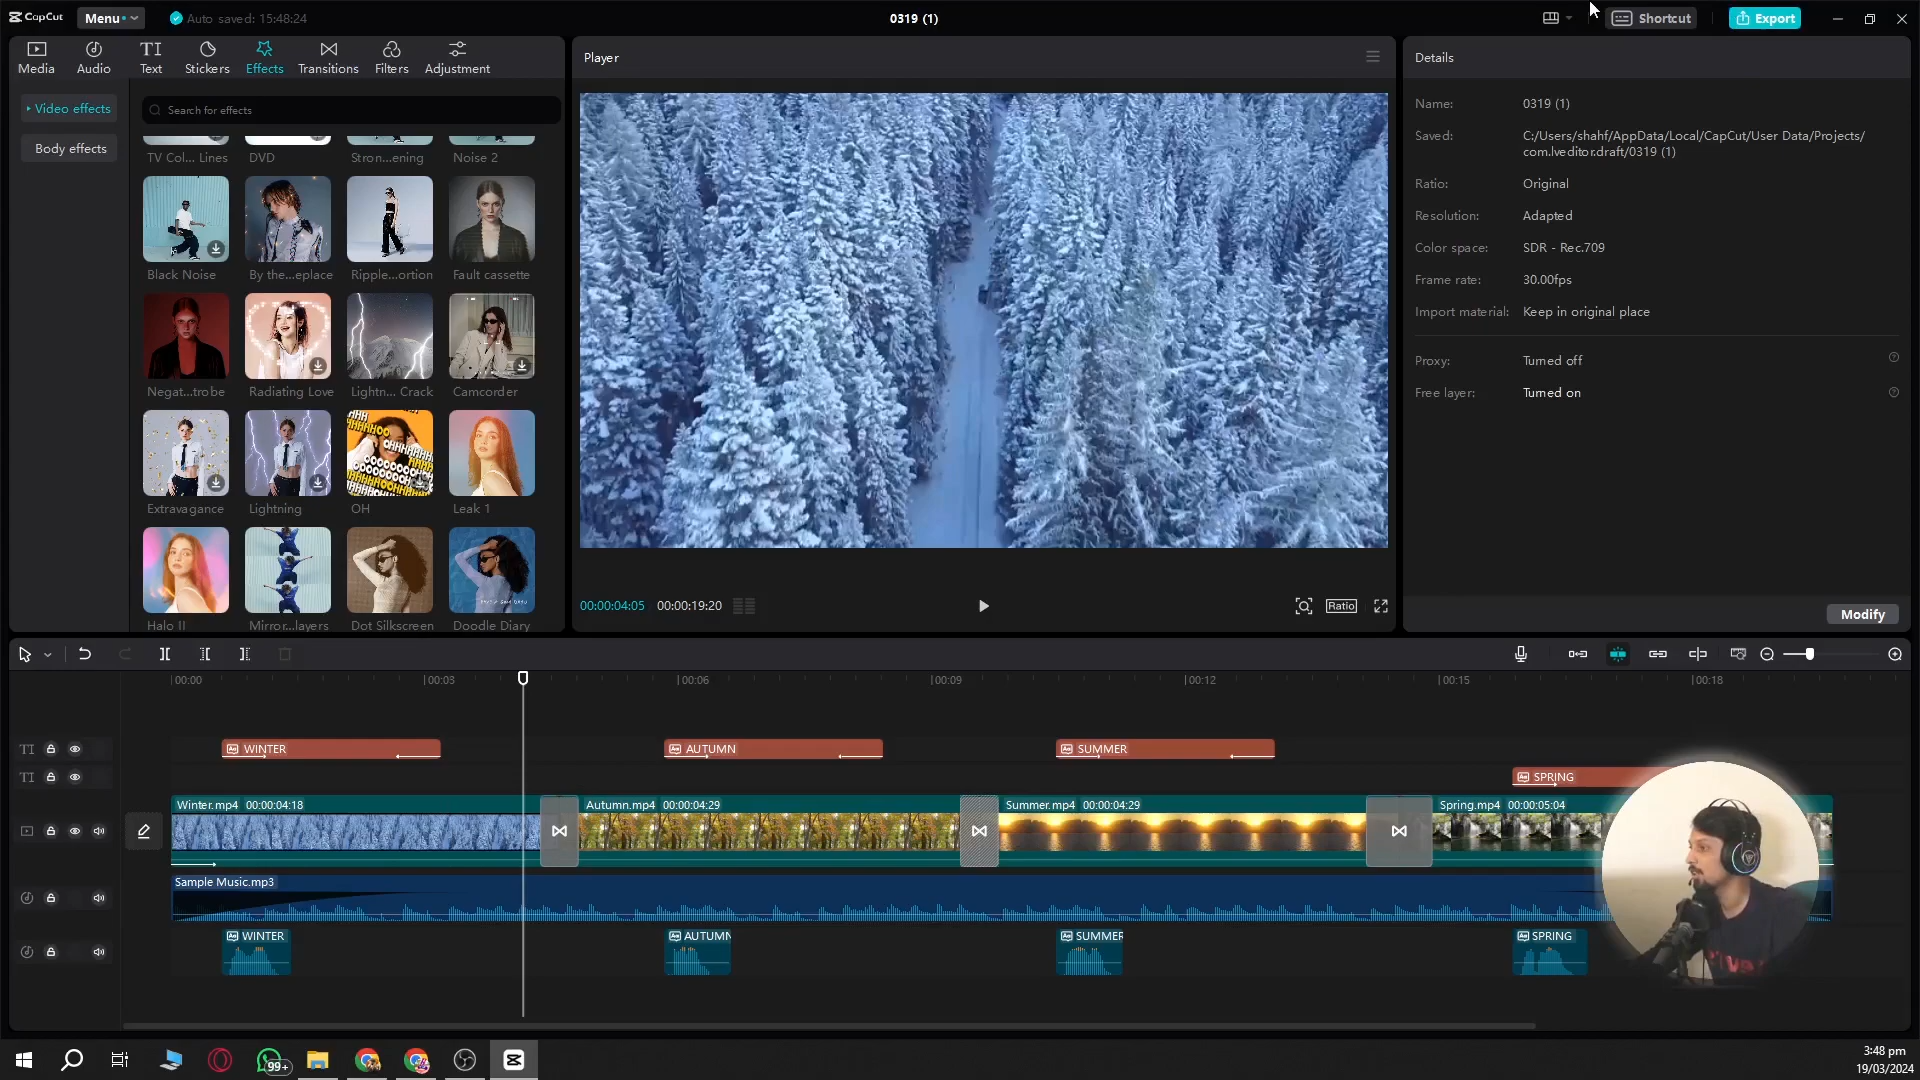 CapCut
Menu
Auto saved: 15:48:24
0319 (1)
Shortcut
Export
Media
Audio
Text
Stickers
Effects
Transitions
Filters
Adjustment
Player
Details
Video effects
Body effects
Search for effects
TV Col... Lines
DVD
Stron...ening
Noise 2
Black Noise
By the...eplace
Ripple...ortion
Fault cassette
Negat...trobe
Radiating Love
Lightn... Crack
Camcorder
Extravagance
Lightning
OH
Leak 1
Halo II
Mirror...layers
Dot Silkscreen
Doodle Diary
Name:
0319 (1)
Saved:
C:/Users/shahf/AppData/Local/CapCut/User Data/Projects/
com.lveditor.draft/0319 (1)
Ratio:
Original
Resolution:
Adapted
Color space:
SDR - Rec.709
Frame rate:
30.00fps
Import material:
Keep in original place
Proxy:
Turned off
Free layer:
Turned on
Modify
00:00:04:05
00:00:19:20
Ratio
00:00
00:03
00:06
00:09
00:12
00:15
00:18
TI
WINTER
AUTUMN
SUMMER
TI
SPRING
Winter.mp4 00:00:04:18
Autumn.mp4 00:00:04:29
Summer.mp4 00:00:04:29
Spring.mp4 00:00:05:04
Sample Music.mp3
WINTER
AUTUMN
SUMMER
SPRING
99+
3:48 pm
19/03/2024